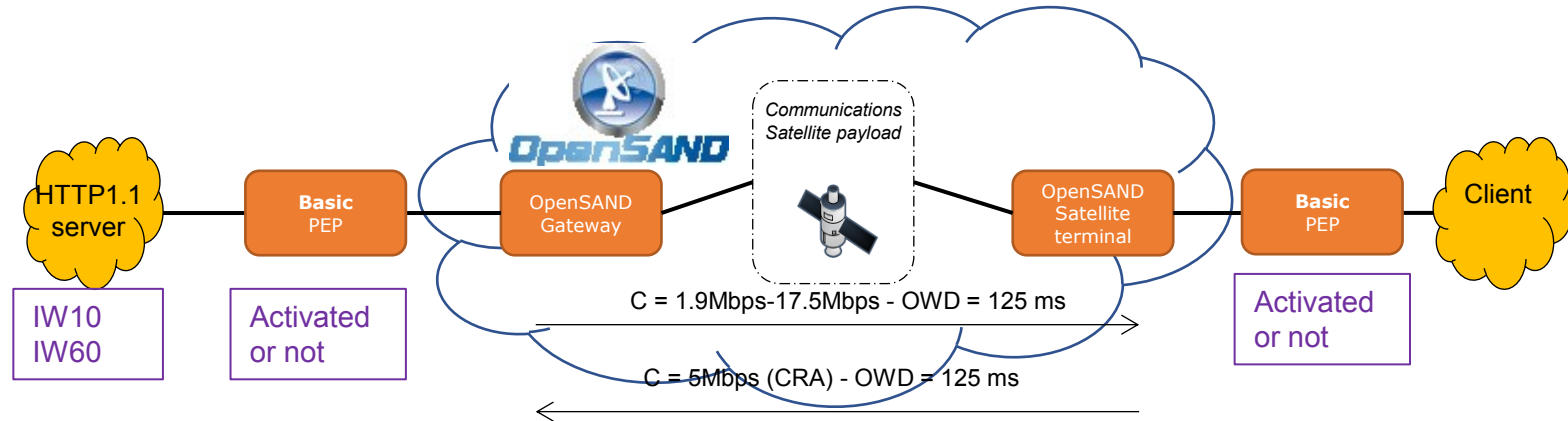 OpenSAND
Communications
Satellite payload
HTTP1.1
server
Basic
PEP
OpenSAND
Gateway
OpenSAND
Satellite
terminal
Basic
PEP
Client
IW10
IW60
Activated
or not
C = 1.9Mbps-17.5Mbps - OWD = 125 ms
Activated
or not
C = 5Mbps (CRA) - OWD = 125 ms